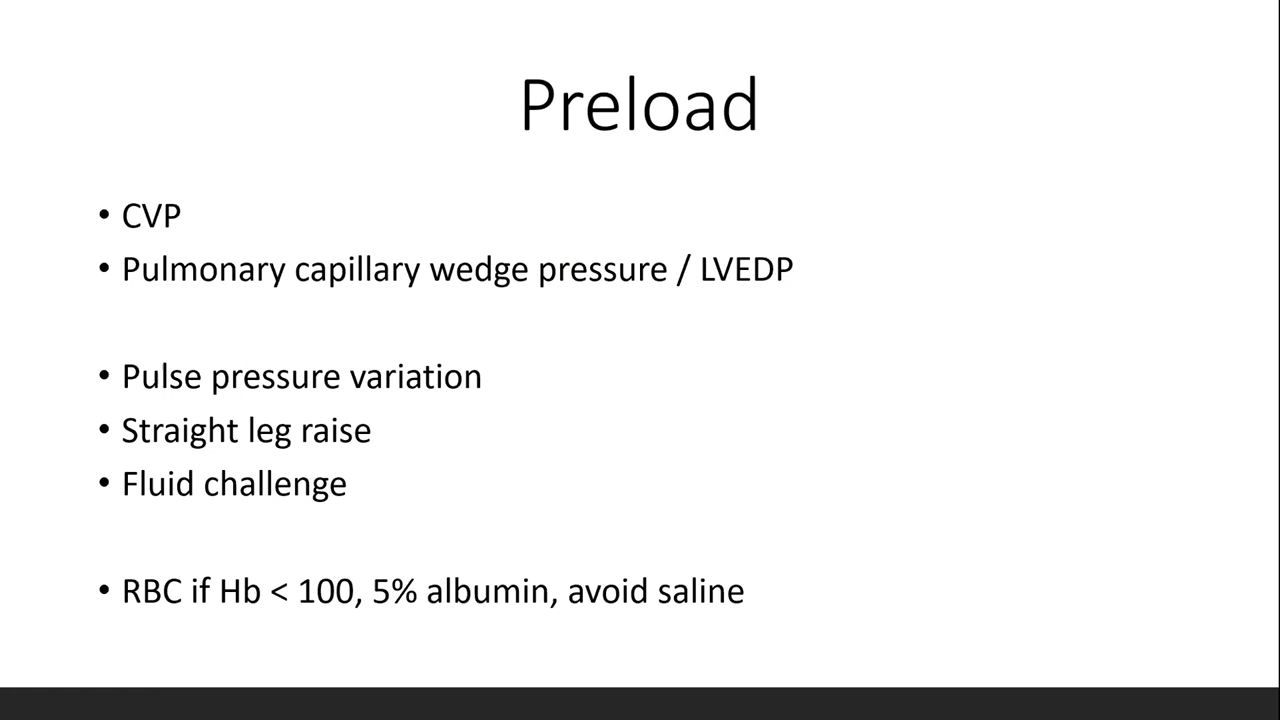 Preload
• CVP
• Pulmonary capillary wedge pressure / LVEDP
• Pulse pressure variation
• Straight leg raise
• Fluid challenge
• RBC if Hb < 100, 5% albumin, avoid saline